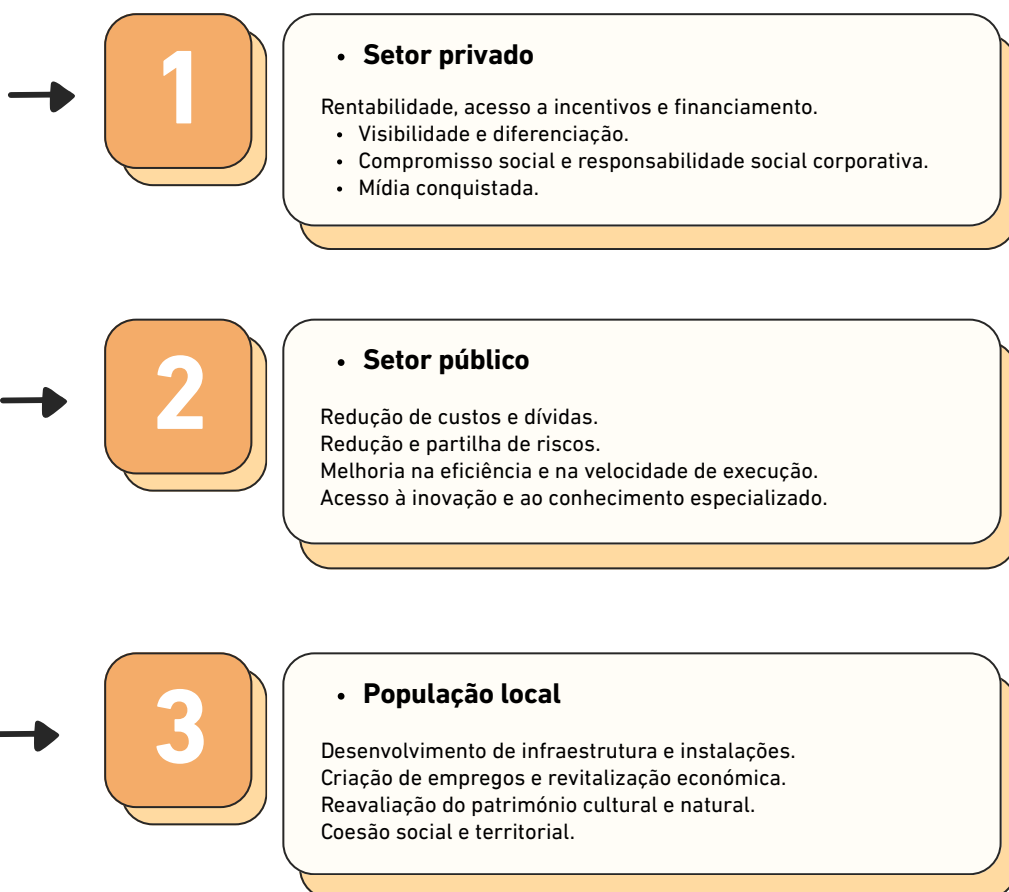 1
• Setor privado
Rentabilidade, acesso a incentivos e financiamento.
• Visibilidade e diferenciação.
• Compromisso social e responsabilidade social corporativa.
• Mídia conquistada.
2
• Setor público
Redução de custos e dívidas.
Redução e partilha de riscos.
Melhoria na eficiência e na velocidade de execução.
Acesso à inovação e ao conhecimento especializado.
3
• População local
Desenvolvimento de infraestrutura e instalações.
Criação de empregos e revitalização económica.
Reavaliação do património cultural e natural.
Coesão social e territorial.